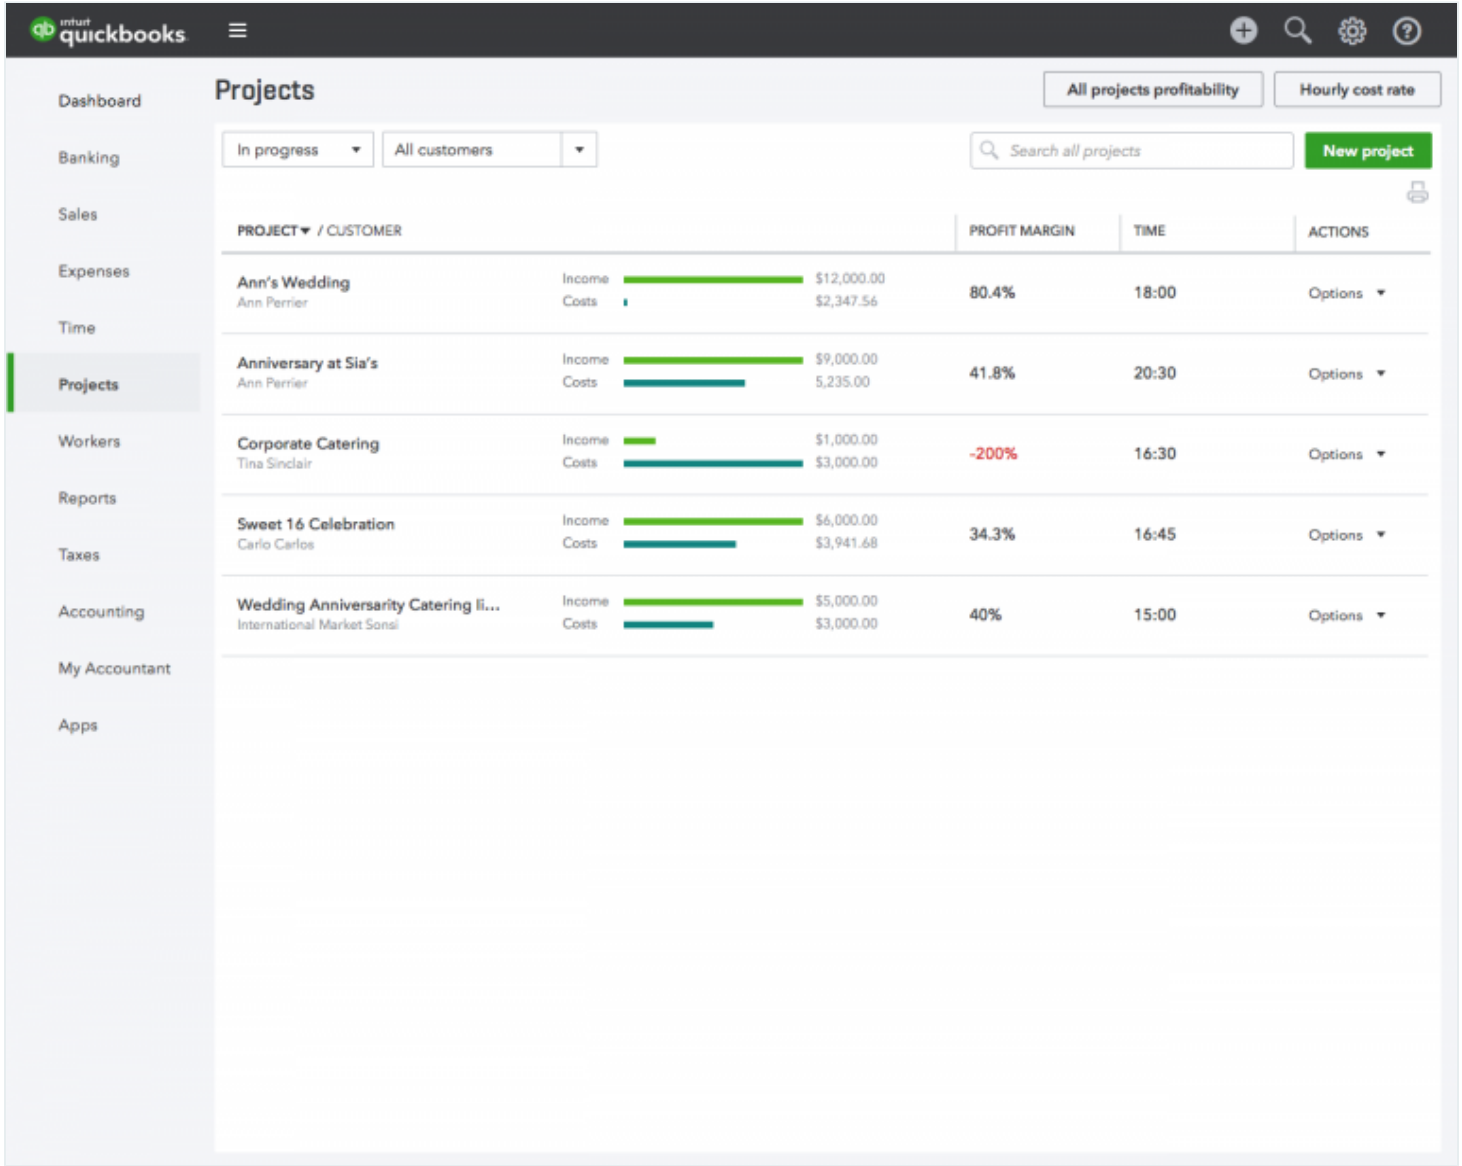 intuit
quickbooks
Dashboard
Banking
Sales
Expenses
Time
Projects
Workers
Reports
Taxes
Accounting
My Accountant
Apps
Projects
All projects profitability
Hourly cost rate
In progress
All customers
Search all projects
New project
PROJECT / CUSTOMER PROFIT MARGIN TIME ACTIONS
Ann's Wedding
Ann Perrier
Income $12,000.00
Costs $2,347.56
80.4% 18:00 Options
Anniversary at Sia's
Ann Perrier
Income $9,000.00
Costs 5,235.00
41.8% 20:30 Options
Corporate Catering
Tina Sinclair
Income $1,000.00
Costs $3,000.00
-200% 16:30 Options
Sweet 16 Celebration
Carlo Carlos
Income $6,000.00
Costs $3,941.68
34.3% 16:45 Options
Wedding Anniversarity Catering li...
International Market Sonsi
Income $5,000.00
Costs $3,000.00
40% 15:00 Options